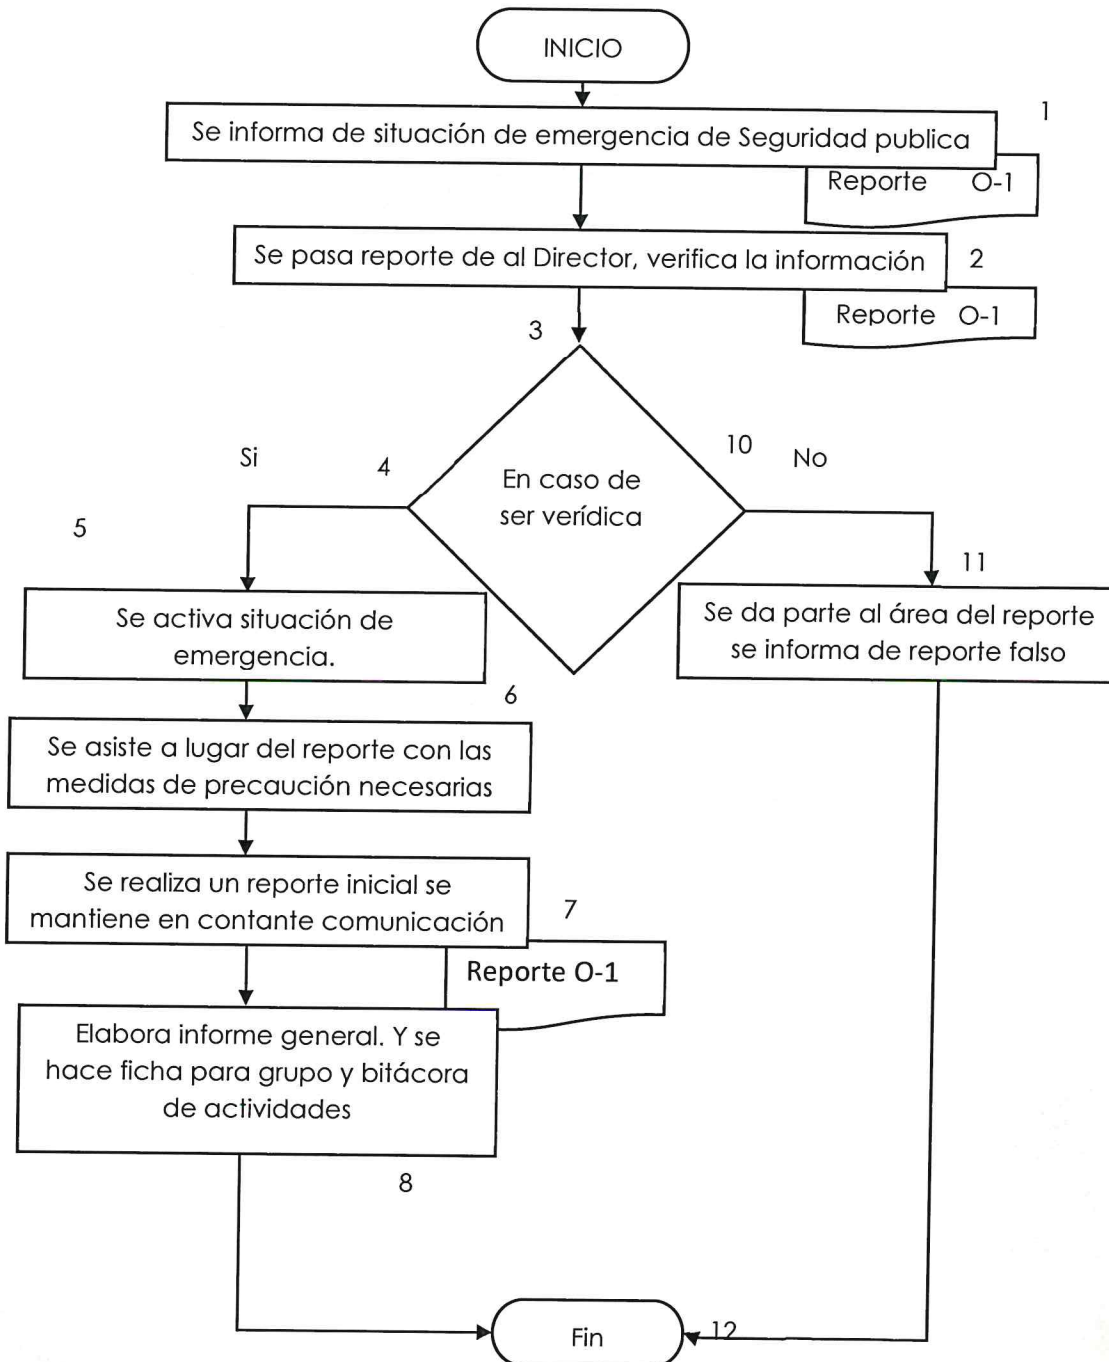 INICIO
1
Se informa de situación de emergencia de Seguridad publica
Reporte O-1
Se pasa reporte de al Director, verifica la información
2
Reporte O-1
3
Si
4
10
No
En caso de
ser verídica
5
11
Se activa situación de
emergencia.
Se da parte al área del reporte
se informa de reporte falso
6
Se asiste a lugar del reporte con las
medidas de precaución necesarias
Se realiza un reporte inicial se
mantiene en contante comunicación
7
Reporte O-1
Elabora informe general. Y se
hace ficha para grupo y bitácora
de actividades
8
Fin
12